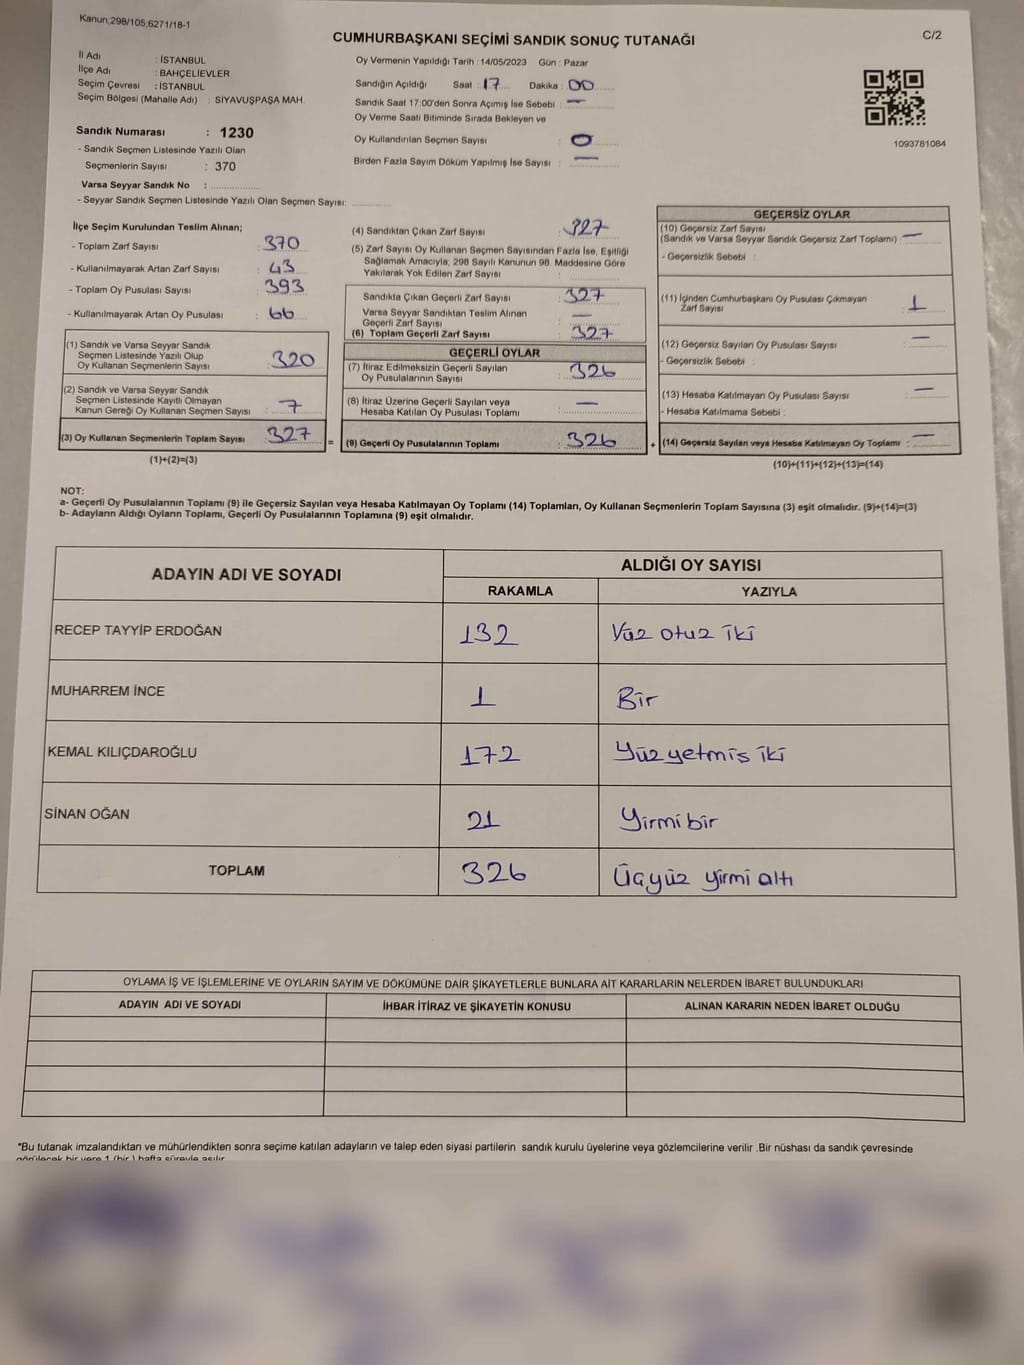 Kanun,298/105,6271/18-1
C/2
CUMHURBAŞKANI SEÇİMİ SANDIK SONUÇ TUTANAĞI
İl Adı : İSTANBUL
İlçe Adı : BAHÇELİEVLER
Seçim Çevresi : İSTANBUL
Seçim Bölgesi (Mahalle Adı) : SİYAVUŞPAŞA MAH.
Sandık Numarası : 1230
- Sandık Seçmen Listesinde Yazılı Olan
Seçmenlerin Sayısı : 370
Varsa Seyyar Sandık No :
- Seyyar Sandık Seçmen Listesinde Yazılı Olan Seçmen Sayısı:
Oy Vermenin Yapıldığı Tarih : 14/05/2023 Gün : Pazar
Sandığın Açıldığı Saat : 17 Dakika : 00
Sandık Saat 17:00'den Sonra Açımış İse Sebebi : —
Oy Verme Saati Bitiminde Sırada Bekleyen ve
Oy Kullandırılan Seçmen Sayısı : 0
Birden Fazla Sayım Döküm Yapılmış İse Sayısı : —
1093781084
İlçe Seçim Kurulundan Teslim Alınan;
- Toplam Zarf Sayısı : 370
- Kullanılmayarak Artan Zarf Sayısı : 43
- Toplam Oy Pusulası Sayısı : 393
- Kullanılmayarak Artan Oy Pusulası : 66
(1) Sandık ve Varsa Seyyar Sandık
Seçmen Listesinde Yazılı Olup
Oy Kullanan Seçmenlerin Sayısı : 320
(2) Sandık ve Varsa Seyyar Sandık
Seçmen Listesinde Kayıtlı Olmayan
Kanun Gereği Oy Kullanan Seçmen Sayısı : 7
(3) Oy Kullanan Seçmenlerin Toplam Sayısı : 327 =
(1)+(2)=(3)
(4) Sandıktan Çıkan Zarf Sayısı : 327
(5) Zarf Sayısı Oy Kullanan Seçmen Sayısından Fazla İse, Eşitliği
Sağlamak Amacıyla, 298 Sayılı Kanunun 98. Maddesine Göre
Yakılarak Yok Edilen Zarf Sayısı :
Sandıkta Çıkan Geçerli Zarf Sayısı : 327
Varsa Seyyar Sandıktan Teslim Alınan
Geçerli Zarf Sayısı : —
(6) Toplam Geçerli Zarf Sayısı : 327
GEÇERLİ OYLAR
(7) İtiraz Edilmeksizin Geçerli Sayılan
Oy Pusulalarının Sayısı : 326
(8) İtiraz Üzerine Geçerli Sayılan veya
Hesaba Katılan Oy Pusulası Toplamı : —
(9) Geçerli Oy Pusulalarının Toplamı : 326 +
GEÇERSİZ OYLAR
(10) Geçersiz Zarf Sayısı
(Sandık ve Varsa Seyyar Sandık Geçersiz Zarf Toplamı) : —
- Geçersizlik Sebebi :
(11) İçinden Cumhurbaşkanı Oy Pusulası Çıkmayan
Zarf Sayısı : 1
(12) Geçersiz Sayılan Oy Pusulası Sayısı : —
- Geçersizlik Sebebi :
(13) Hesaba Katılmayan Oy Pusulası Sayısı : —
- Hesaba Katılmama Sebebi :
(14) Geçersiz Sayılan veya Hesaba Katılmayan Oy Toplamı : —
(10)+(11)+(12)+(13)=(14)
NOT:
a- Geçerli Oy Pusulalarının Toplamı (9) ile Geçersiz Sayılan veya Hesaba Katılmayan Oy Toplamı (14) Toplamları, Oy Kullanan Seçmenlerin Toplam Sayısına (3) eşit olmalıdır. (9)+(14)=(3)
b- Adayların Aldığı Oyların Toplamı, Geçerli Oy Pusulalarının Toplamına (9) eşit olmalıdır.
ADAYIN ADI VE SOYADI
ALDIĞI OY SAYISI
RAKAMLA YAZIYLA
RECEP TAYYİP ERDOĞAN 132 Yüz otuz iki
MUHARREM İNCE 1 Bir
KEMAL KILIÇDAROĞLU 172 Yüz yetmiş iki
SİNAN OĞAN 21 Yirmi bir
TOPLAM 326 Üçyüz yirmi altı
OYLAMA İŞ VE İŞLEMLERİNE VE OYLARIN SAYIM VE DÖKÜMÜNE DAİR ŞİKAYETLERLE BUNLARA AİT KARARLARIN NELERDEN İBARET BULUNDUKLARI
ADAYIN ADI VE SOYADI İHBAR İTİRAZ VE ŞİKAYETİN KONUSU ALINAN KARARIN NEDEN İBARET OLDUĞU
*Bu tutanak imzalandıktan ve mühürlendikten sonra seçime katılan adayların ve talep eden siyasi partilerin sandık kurulu üyelerine veya gözlemcilerine verilir .Bir nüshası da sandık çevresinde
görülecek bir yere 1 (bir ) hafta süreyle asılır